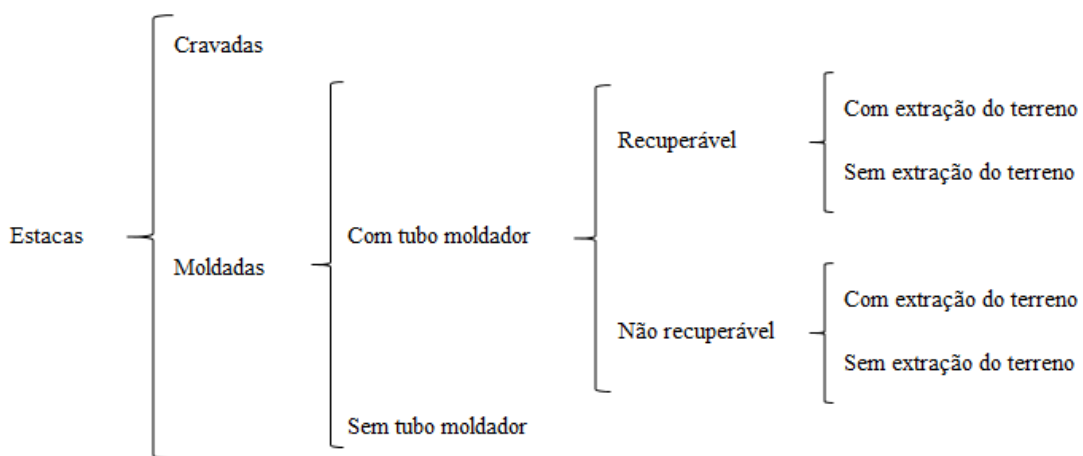 Estacas
Cravadas
Moldadas
Com tubo moldador
Recuperável
Com extração do terreno
Sem extração do terreno
Não recuperável
Com extração do terreno
Sem extração do terreno
Sem tubo moldador